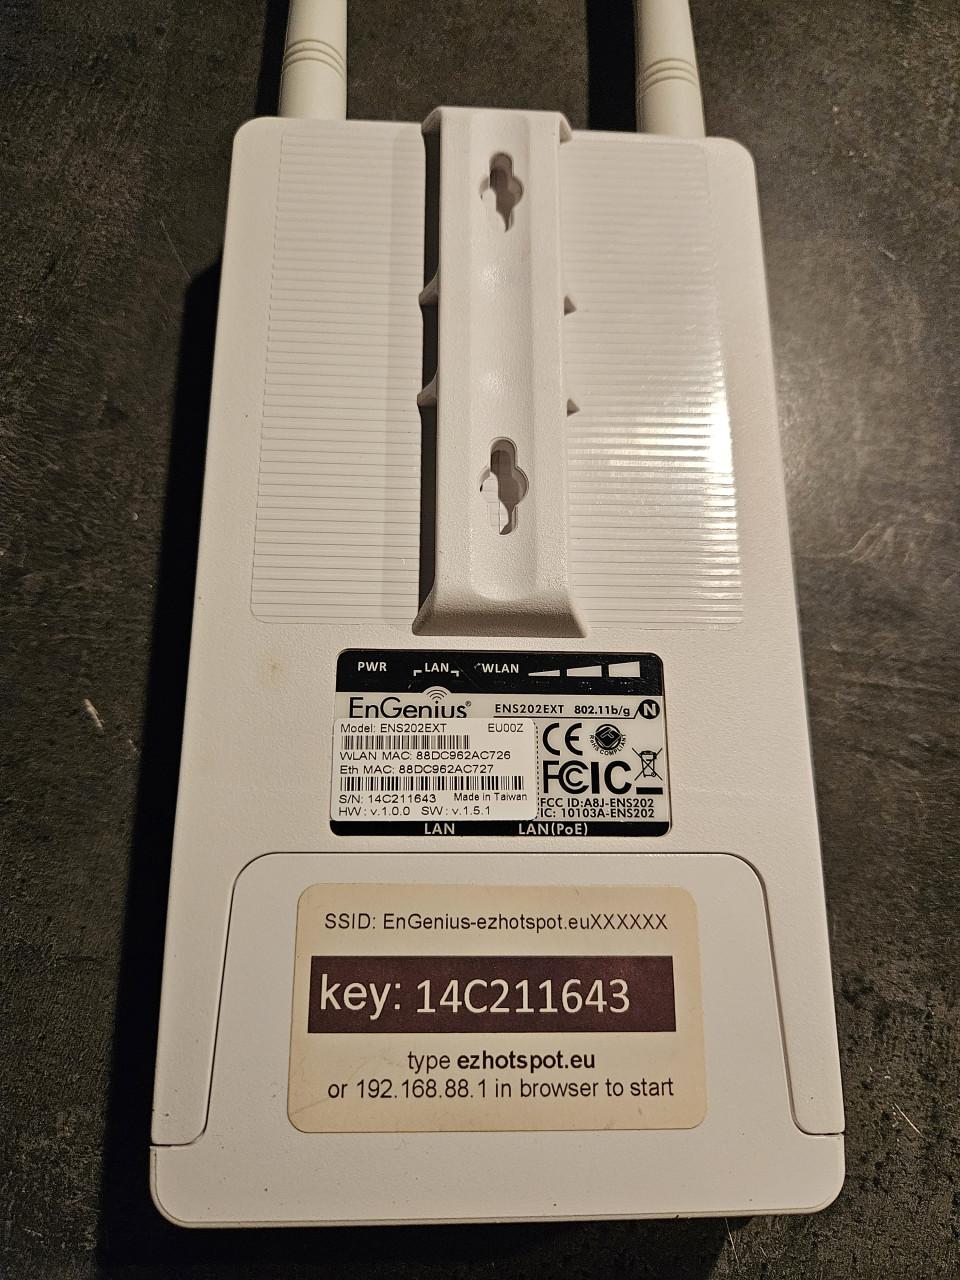 PWR LAN WLAN
EnGenius® ENS202EXT 802.11b/g/N
Model: ENS202EXT EU00Z
WLAN MAC: 88DC962AC726
Eth MAC: 88DC962AC727
S/N: 14C211643 Made in Taiwan
HW: v.1.0.0 SW: v.1.5.1
CE RoHS COMPLIANT
FCC IC
FCC ID:A8J-ENS202
IC: 10103A-ENS202
LAN LAN(PoE)
SSID: EnGenius-ezhotspot.euXXXXXX
key: 14C211643
type ezhotspot.eu
or 192.168.88.1 in browser to start